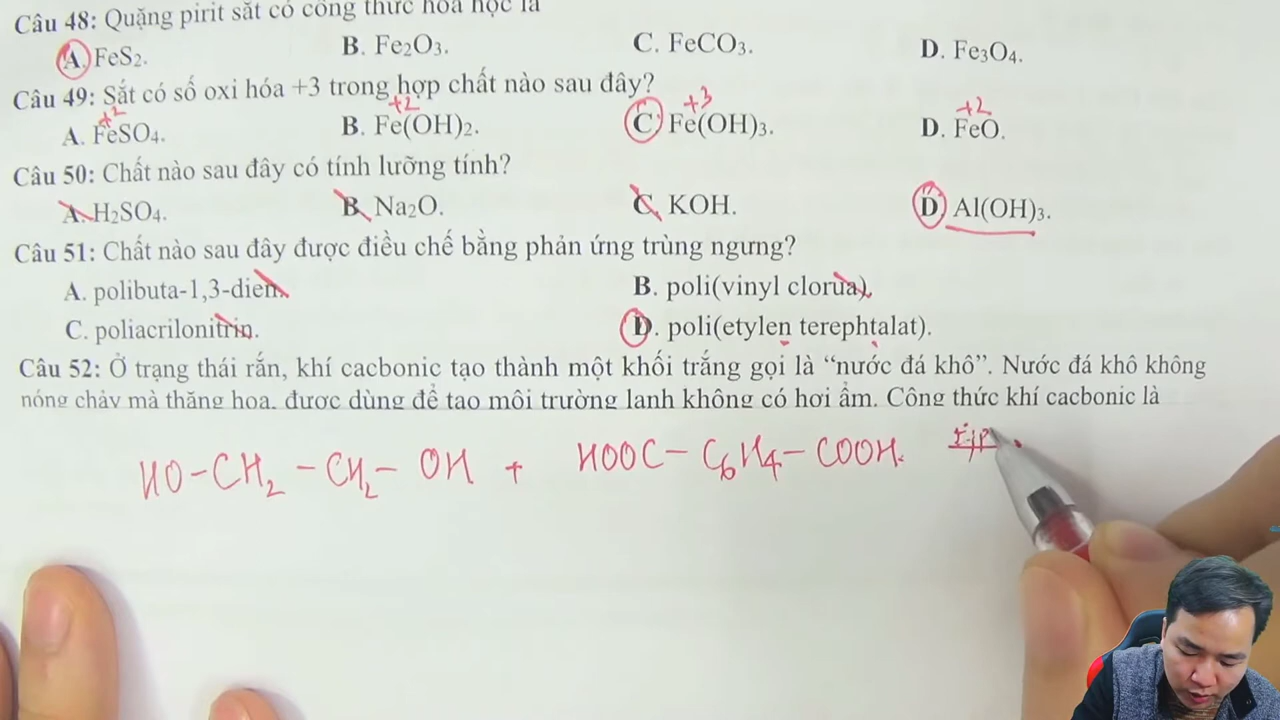 Câu 48: Quặng pirit sắt có công thức hóa học là
A. FeS₂. B. Fe₂O₃. C. FeCO₃. D. Fe₃O₄.
Câu 49: Sắt có số oxi hóa +3 trong hợp chất nào sau đây?
+2 +2 +3 +2
A. FeSO₄. B. Fe(OH)₂. C. Fe(OH)₃. D. FeO.
Câu 50: Chất nào sau đây có tính lưỡng tính?
A. H₂SO₄. B. Na₂O. C. KOH. D. Al(OH)₃.
Câu 51: Chất nào sau đây được điều chế bằng phản ứng trùng ngưng?
A. polibuta-1,3-dien. B. poli(vinyl clorua).
C. poliacrilonitrin. D. poli(etylen terephtalat).
Câu 52: Ở trạng thái rắn, khí cacbonic tạo thành một khối trắng gọi là “nước đá khô”. Nước đá khô không
nóng chảy mà thăng hoa, được dùng để tạo môi trường lạnh không có hơi ẩm. Công thức khí cacbonic là
HO-CH₂-CH₂-OH + HOOC-C₆H₄-COOH